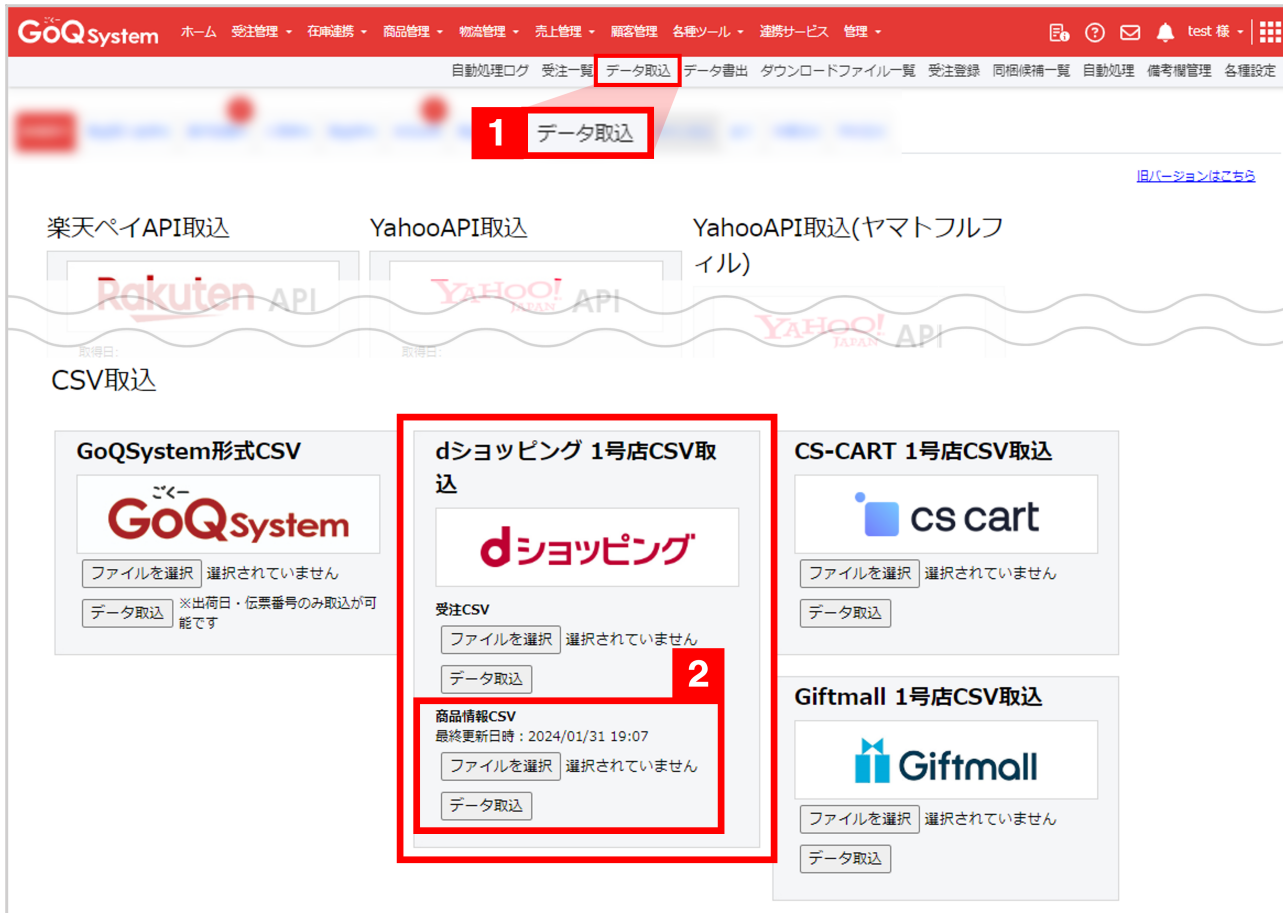 ごくー
GoQSystem ホーム 受注管理 在庫連携 商品管理 物流管理 売上管理 顧客管理 各種ツール 連携サービス 管理 test 様
自動処理ログ 受注一覧 データ取込 データ書出 ダウンロードファイル一覧 受注登録 同梱候補一覧 自動処理 備考欄管理 各種設定
1 データ取込
旧バージョンはこちら
楽天ペイAPI取込
Rakuten API
取得日:
YahooAPI取込
YAHOO! JAPAN API
取得日:
YahooAPI取込(ヤマトフルフ
ィル)
YAHOO! JAPAN API
CSV取込
GoQSystem形式CSV
ごくー
GoQSystem
ファイルを選択 選択されていません
データ取込 ※出荷日・伝票番号のみ取込が可
能です
dショッピング 1号店CSV取
込
dショッピング
受注CSV
ファイルを選択 選択されていません
データ取込
2
商品情報CSV
最終更新日時：2024/01/31 19:07
ファイルを選択 選択されていません
データ取込
CS-CART 1号店CSV取込
cs cart
ファイルを選択 選択されていません
データ取込
Giftmall 1号店CSV取込
Giftmall
ファイルを選択 選択されていません
データ取込